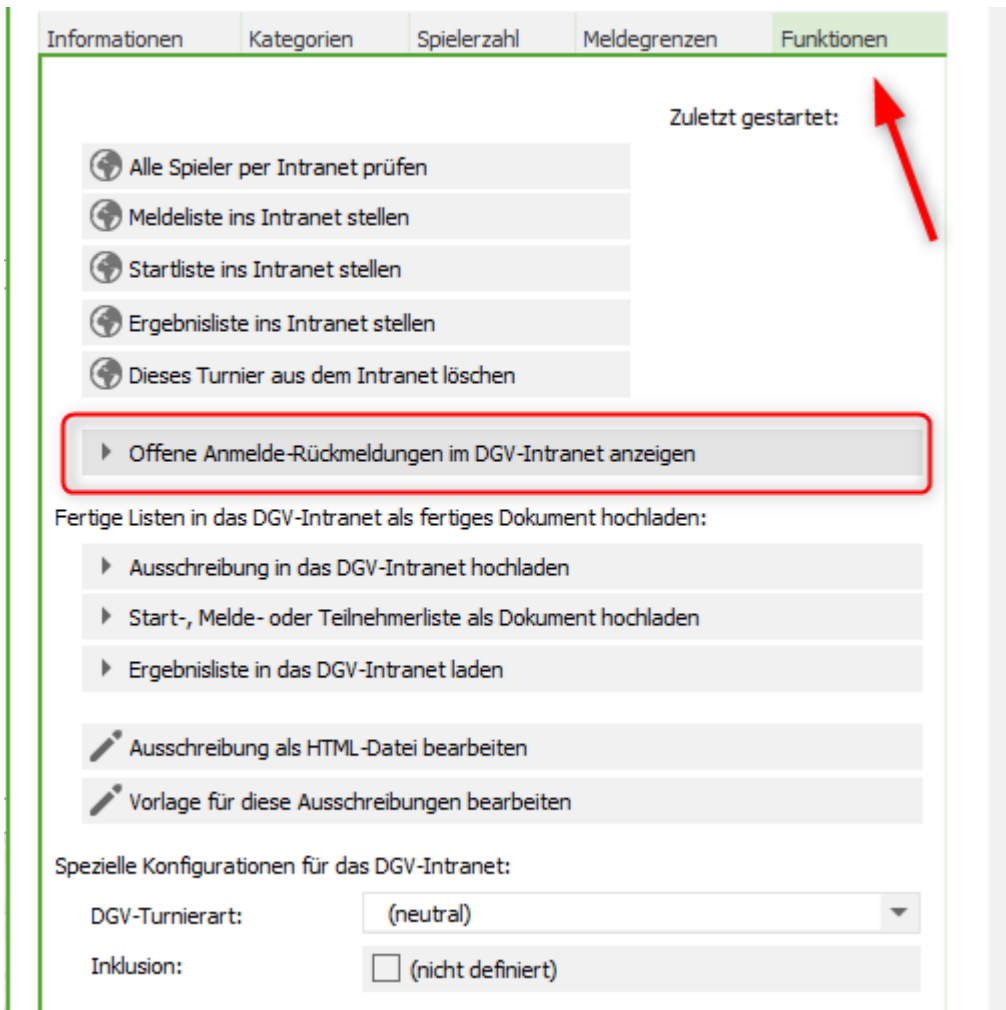 Informationen Kategorien Spielerzahl Meldegrenzen Funktionen
Zuletzt gestartet:
Alle Spieler per Intranet prüfen
Meldeliste ins Intranet stellen
Startliste ins Intranet stellen
Ergebnisliste ins Intranet stellen
Dieses Turnier aus dem Intranet löschen
Offene Anmelde-Rückmeldungen im DGV-Intranet anzeigen
Fertige Listen in das DGV-Intranet als fertiges Dokument hochladen:
Ausschreibung in das DGV-Intranet hochladen
Start-, Melde- oder Teilnehmerliste als Dokument hochladen
Ergebnisliste in das DGV-Intranet laden
Ausschreibung als HTML-Datei bearbeiten
Vorlage für diese Ausschreibungen bearbeiten
Spezielle Konfigurationen für das DGV-Intranet:
DGV-Turnierart: (neutral)
Inklusion: (nicht definiert)